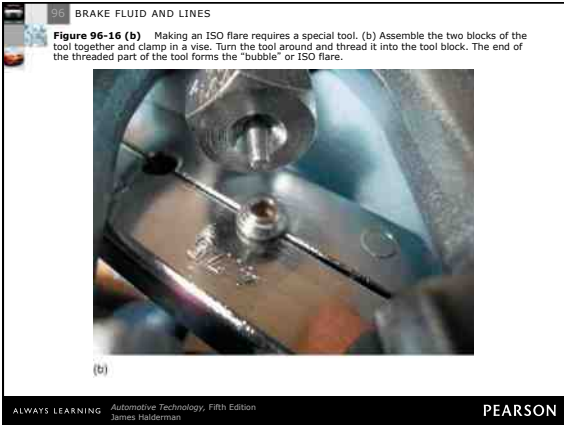 96 BRAKE FLUID AND LINES
Figure 96-16 (b) Making an ISO flare requires a special tool. (b) Assemble the two blocks of the
tool together and clamp in a vise. Turn the tool around and thread it into the tool block. The end of
the threaded part of the tool forms the “bubble” or ISO flare.
(b)
ALWAYS LEARNING Automotive Technology, Fifth Edition
James Halderman
PEARSON